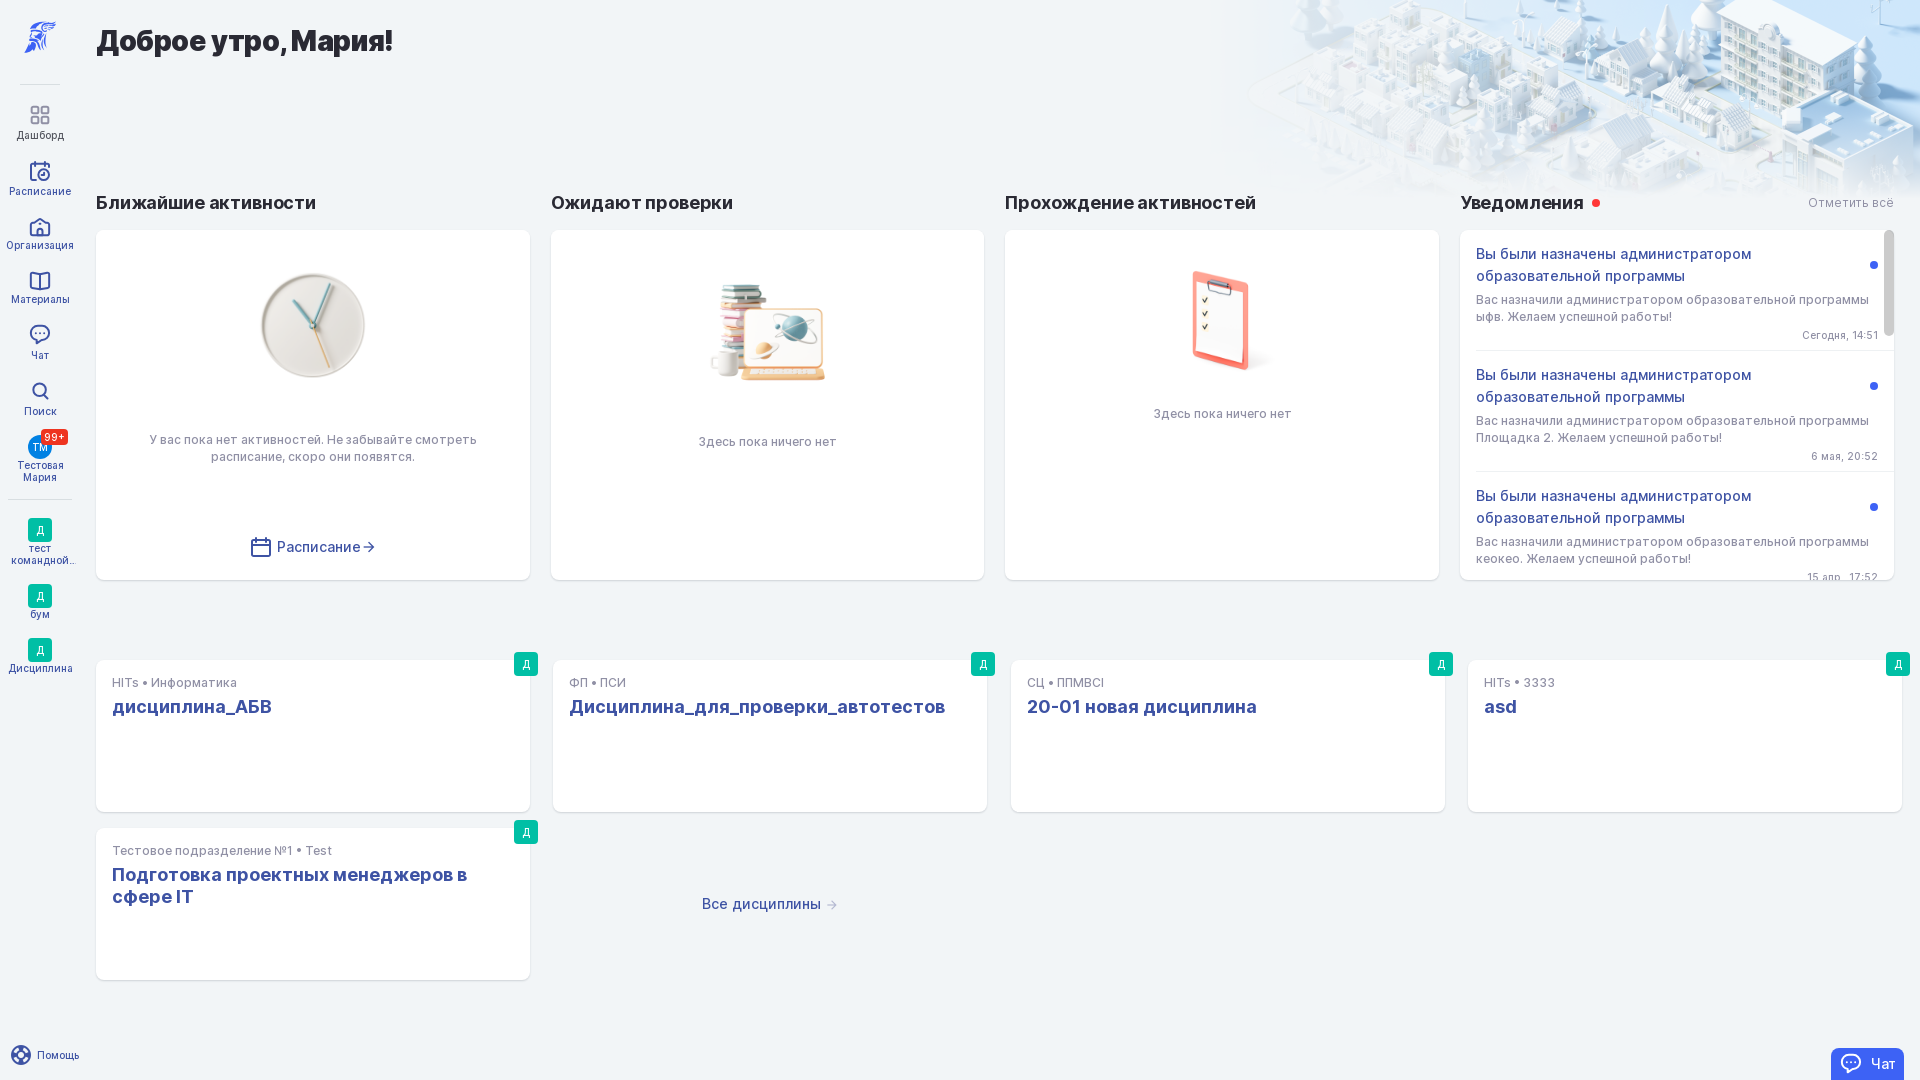 Доброе утро, Мария!
Дашборд
Расписание
Организация
Материалы
Чат
Поиск
99+
ТМ
Тестовая
Мария
Д
тест
командной...
Д
бум
Д
Дисциплина
Помощь
Ближайшие активности
У вас пока нет активностей. Не забывайте смотреть
расписание, скоро они появятся.
Расписание
Ожидают проверки
Здесь пока ничего нет
Прохождение активностей
Здесь пока ничего нет
Уведомления
Отметить всё
Вы были назначены администратором
образовательной программы
Вас назначили администратором образовательной программы
ыфв. Желаем успешной работы!
Сегодня, 14:51
Вы были назначены администратором
образовательной программы
Вас назначили администратором образовательной программы
Площадка 2. Желаем успешной работы!
6 мая, 20:52
Вы были назначены администратором
образовательной программы
Вас назначили администратором образовательной программы
кеокео. Желаем успешной работы!
15 апр., 17:52
Д
HITs • Информатика
дисциплина_АБВ
Д
ФП • ПСИ
Дисциплина_для_проверки_автотестов
Д
СЦ • ППМВСІ
20-01 новая дисциплина
Д
HITs • 3333
asd
Д
Тестовое подразделение №1 • Test
Подготовка проектных менеджеров в
сфере IT
Все дисциплины
Чат